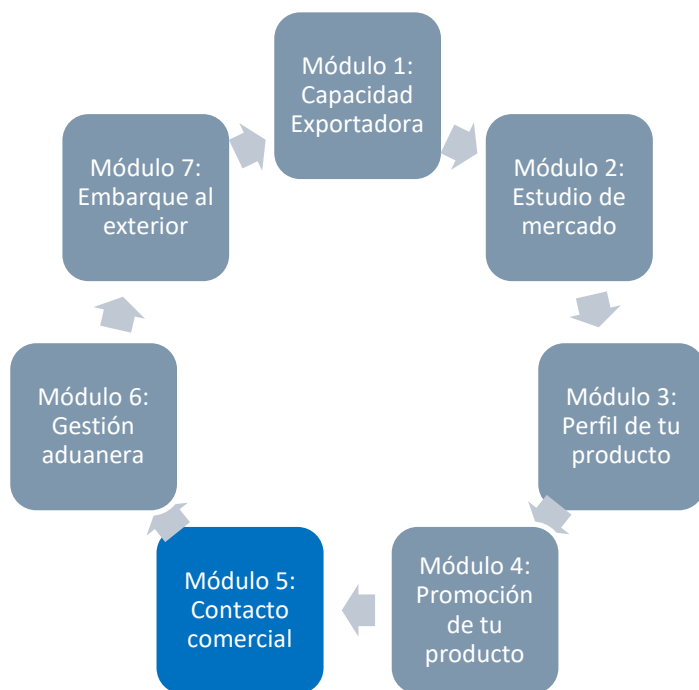 Módulo 1:
Capacidad
Exportadora
Módulo 2:
Estudio de
mercado
Módulo 3:
Perfil de tu
producto
Módulo 4:
Promoción
de tu
producto
Módulo 5:
Contacto
comercial
Módulo 6:
Gestión
aduanera
Módulo 7:
Embarque al
exterior